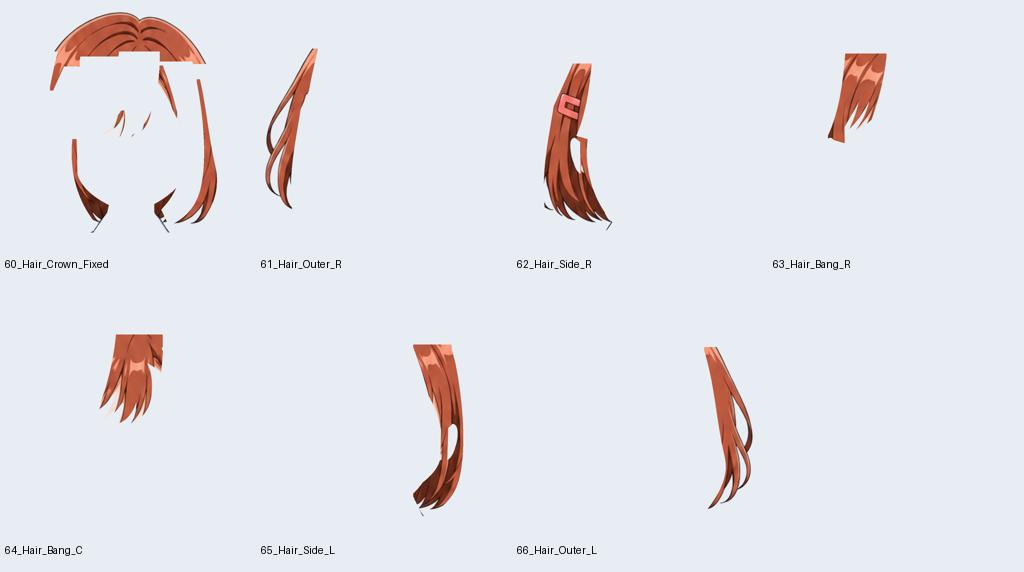 60_Hair_Crown_Fixed
61_Hair_Outer_R
62_Hair_Side_R
63_Hair_Bang_R
64_Hair_Bang_C
65_Hair_Side_L
66_Hair_Outer_L